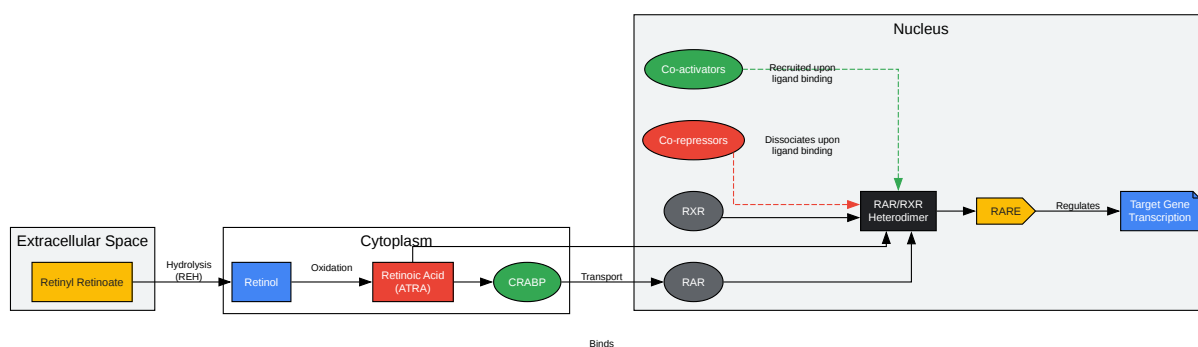 Nucleus
Co-activators
Recruited upon
ligand binding
Co-repressors
Dissociates upon
ligand binding
RXR
RAR/RXR
Heterodimer
RARE
Regulates
Target Gene
Transcription
Extracellular Space
Retinyl Retinoate
Hydrolysis
(REH)
Cytoplasm
Retinol
Oxidation
Retinoic Acid
(ATRA)
CRABP
Transport
RAR
Binds